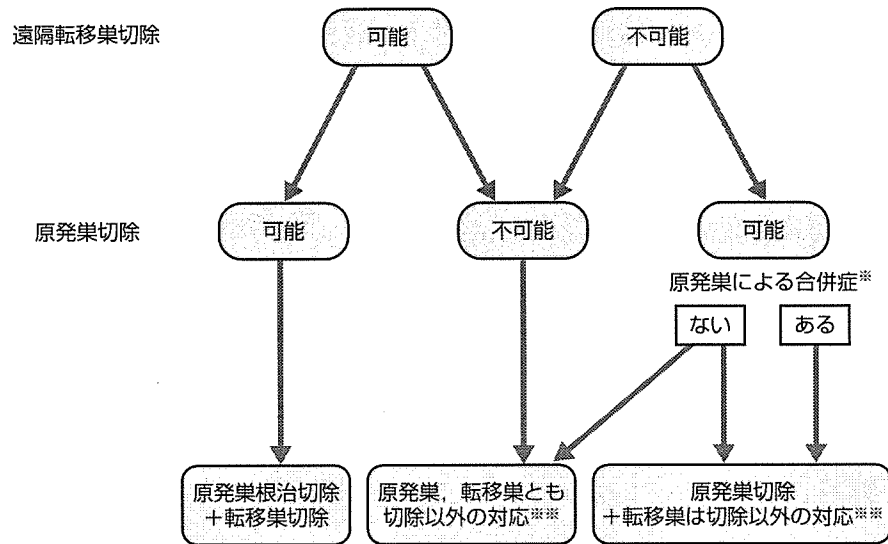 遠隔転移巣切除
可能
不可能
原発巣切除
可能
不可能
可能
原発巣による合併症※
ない
ある
原発巣根治切除
+転移巣切除
原発巣，転移巣とも
切除以外の対応※※
原発巣切除
+転移巣は切除以外の対応※※